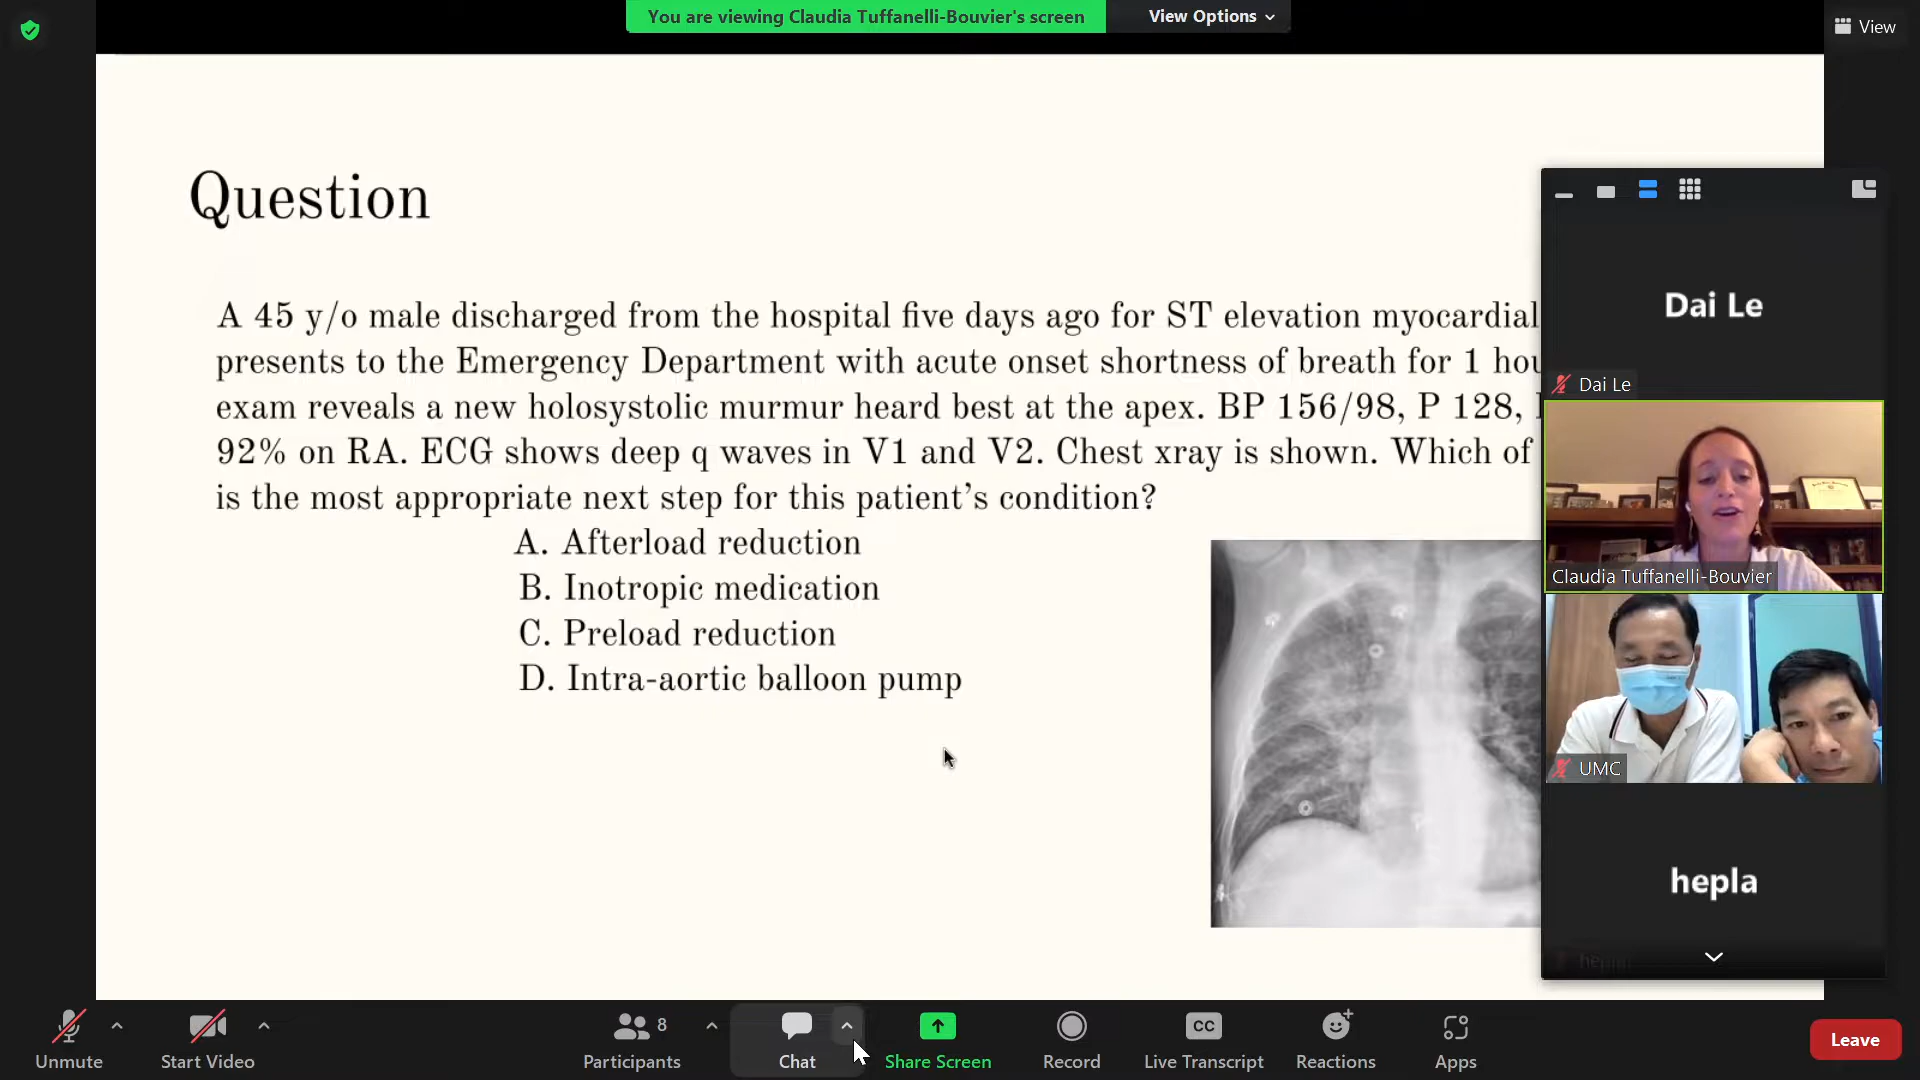 You are viewing Claudia Tuffanelli-Bouvier's screen
View Options
View
Question
A 45 y/o male discharged from the hospital five days ago for ST elevation myocardial
presents to the Emergency Department with acute onset shortness of breath for 1
exam reveals a new holosystolic murmur heard best at the apex. BP 156/98, P 128,
92% on RA. ECG shows deep q waves in V1 and V2. Chest xray is shown. Which of
is the most appropriate next step for this patient’s condition?
A. Afterload reduction
B. Inotropic medication
C. Preload reduction
D. Intra-aortic balloon pump
Dai Le
Dai Le
Claudia Tuffanelli-Bouvier
UMC
hepla
Unmute
Start Video
8
Participants
Chat
Share Screen
Record
CC
Live Transcript
Reactions
Apps
Leave